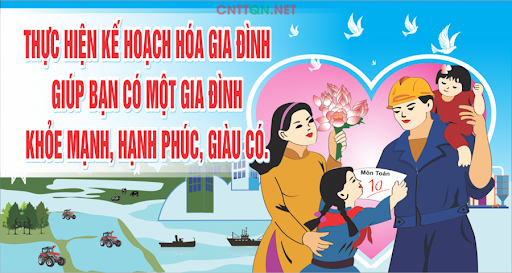 CNTTQN.NET
THỰC HIỆN KẾ HOẠCH HÓA GIA ĐÌNH
GIÚP BẠN CÓ MỘT GIA ĐÌNH
KHỎE MẠNH, HẠNH PHÚC, GIÀU CÓ.
Môn Toán
10